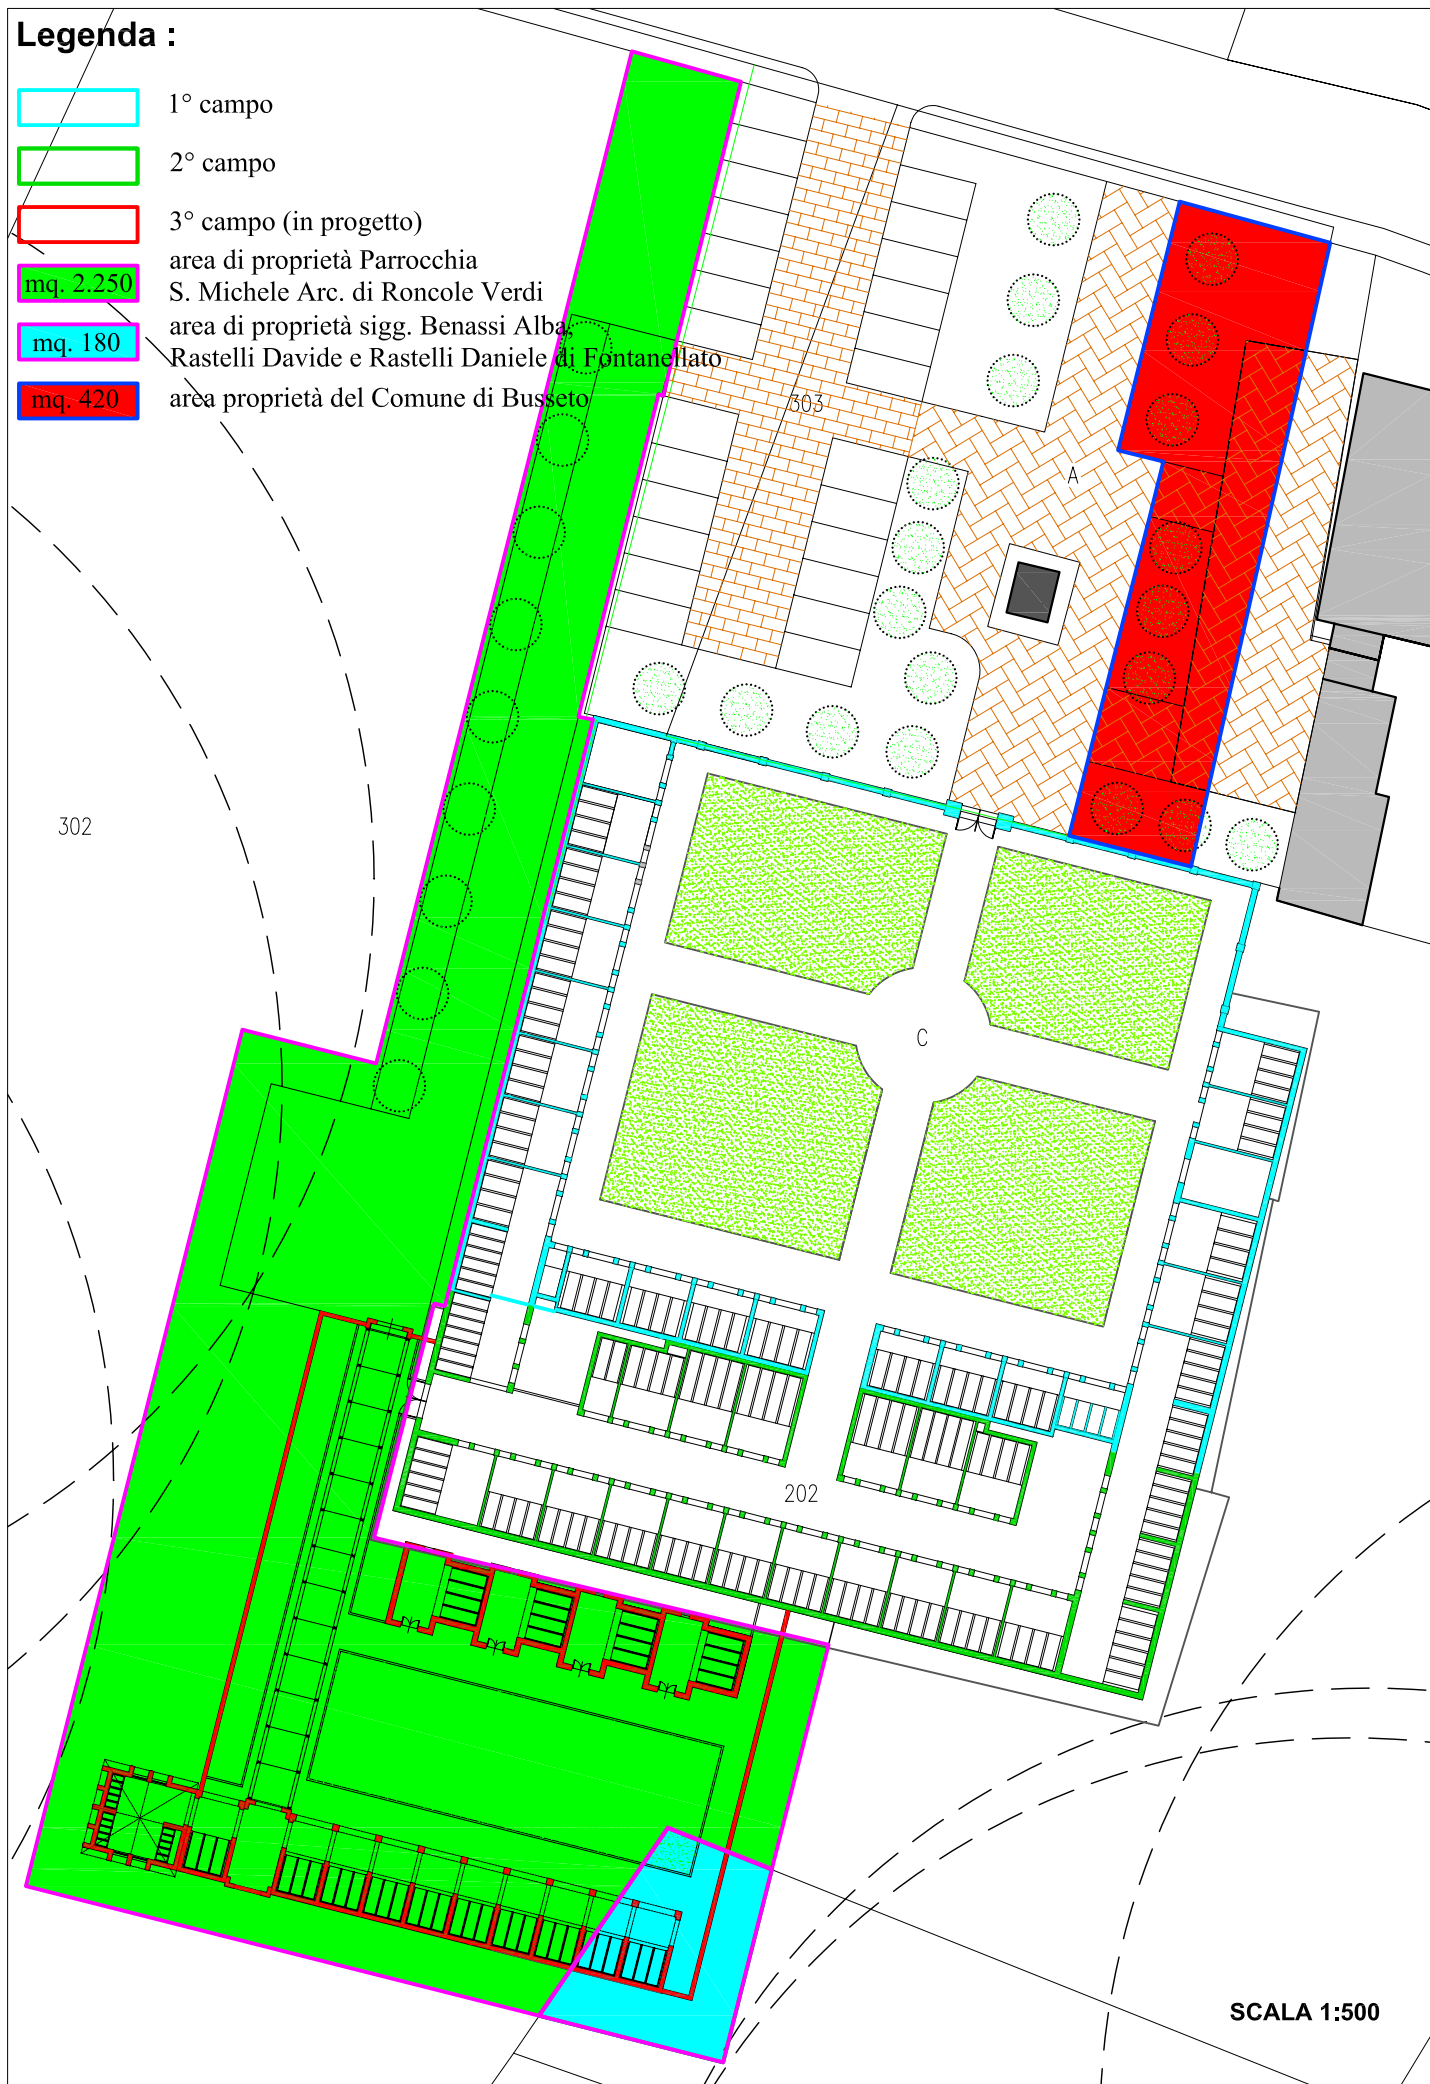 Legenda :
1° campo
2° campo
3° campo (in progetto)
mq. 2.250
area di proprietà Parrocchia
S. Michele Arc. di Roncole Verdi
mq. 180
area di proprietà sigg. Benassi Alba,
Rastelli Davide e Rastelli Daniele di Fontanellato
mq. 420
area proprietà del Comune di Busseto
303
A
302
C
202
SCALA 1:500